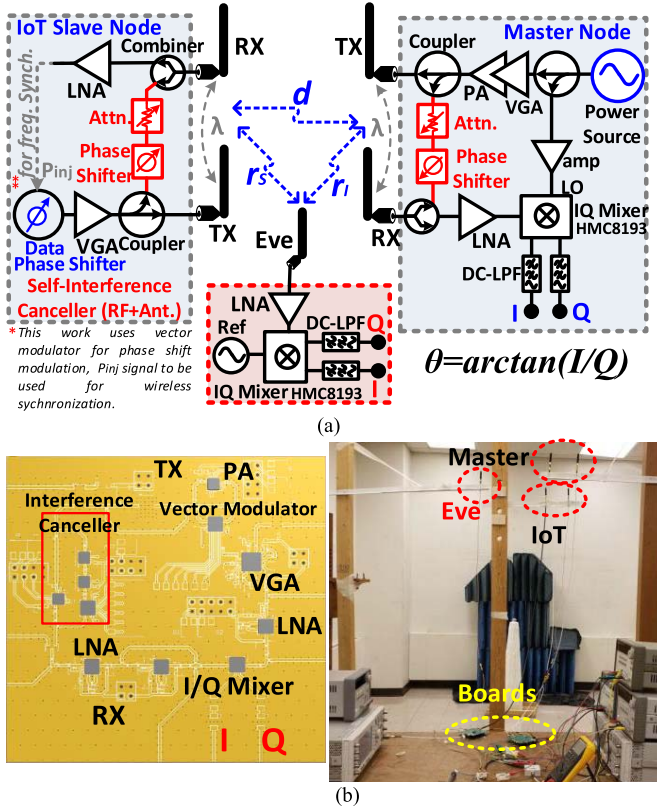 IoT Slave Node
Combiner
RX
TX
Coupler
Master Node
LNA
PA
VGA
Power
Source
** for freq. Synch.
Attn.
Phase
Shifter
Pinj
λ
d
rS
rI
λ
Attn.
Phase
Shifter
amp
LO
IQ Mixer
HMC8193
VGA
Coupler
TX
Eve
RX
LNA
DC-LPF
I
Q
Data
Phase Shifter
Self-Interference
Canceller (RF+Ant.)
LNA
Ref
DC-LPF
Q
I
IQ Mixer HMC8193
*This work uses vector
modulator for phase shift
modulation, Pinj signal to be
used for wireless
sychnronization.
θ=arctan(I/Q)
(a)
TX
PA
Interference
Canceller
Vector Modulator
VGA
LNA
LNA
I/Q Mixer
RX
I
Q
Master
Eve
IoT
Boards
(b)